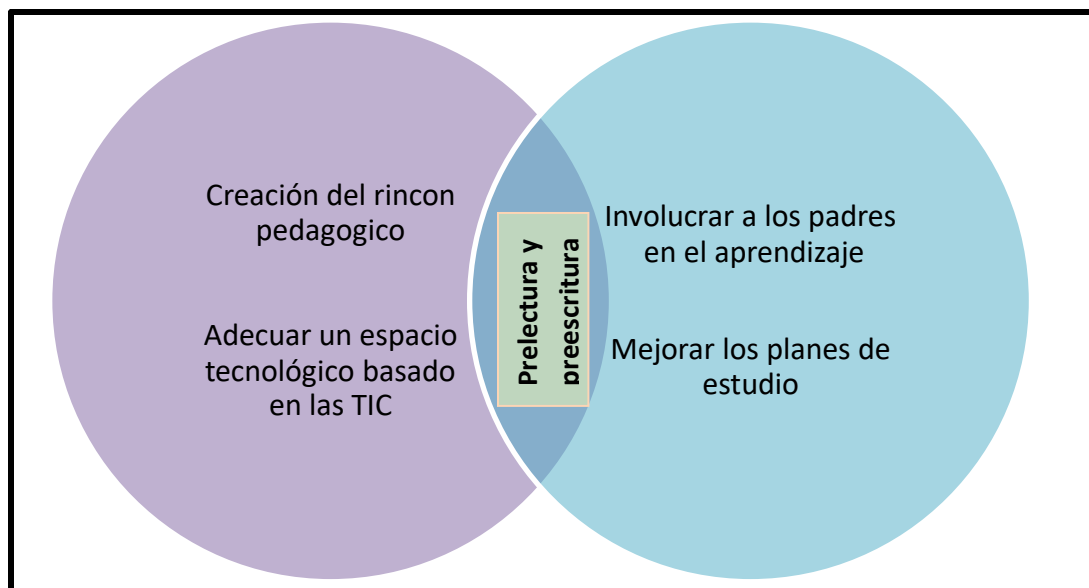 Creación del rincon
pedagogico
Adecuar un espacio
tecnológico basado
en las TIC
Prelectura y
preescritura
Involucrar a los padres
en el aprendizaje
Mejorar los planes de
estudio